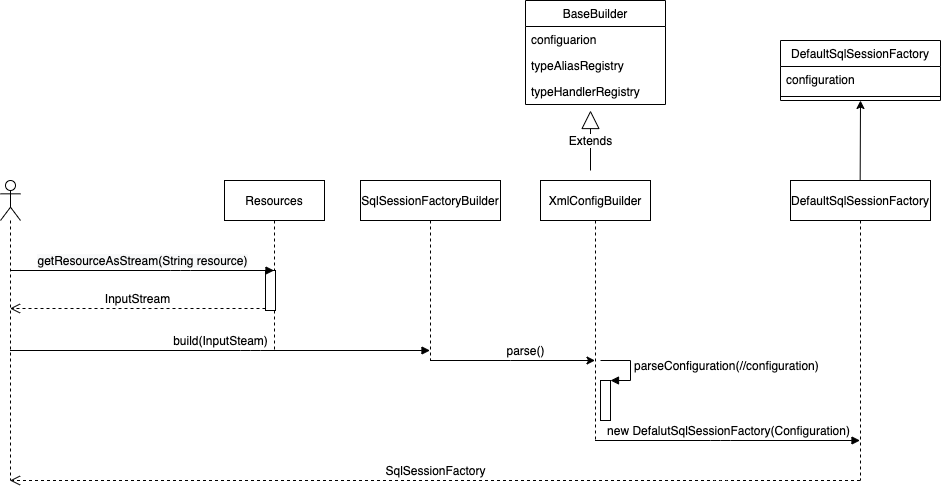 BaseBuilder
configuarion
typeAliasRegistry
typeHandlerRegistry
DefaultSqlSessionFactory
configuration
Extends
Resources
SqlSessionFactoryBuilder
XmlConfigBuilder
DefaultSqlSessionFactory
getResourceAsStream(String resource)
InputStream
build(InputSteam)
parse()
parseConfiguration(//configuration)
new DefalutSqlSessionFactory(Configuration)
SqlSessionFactory